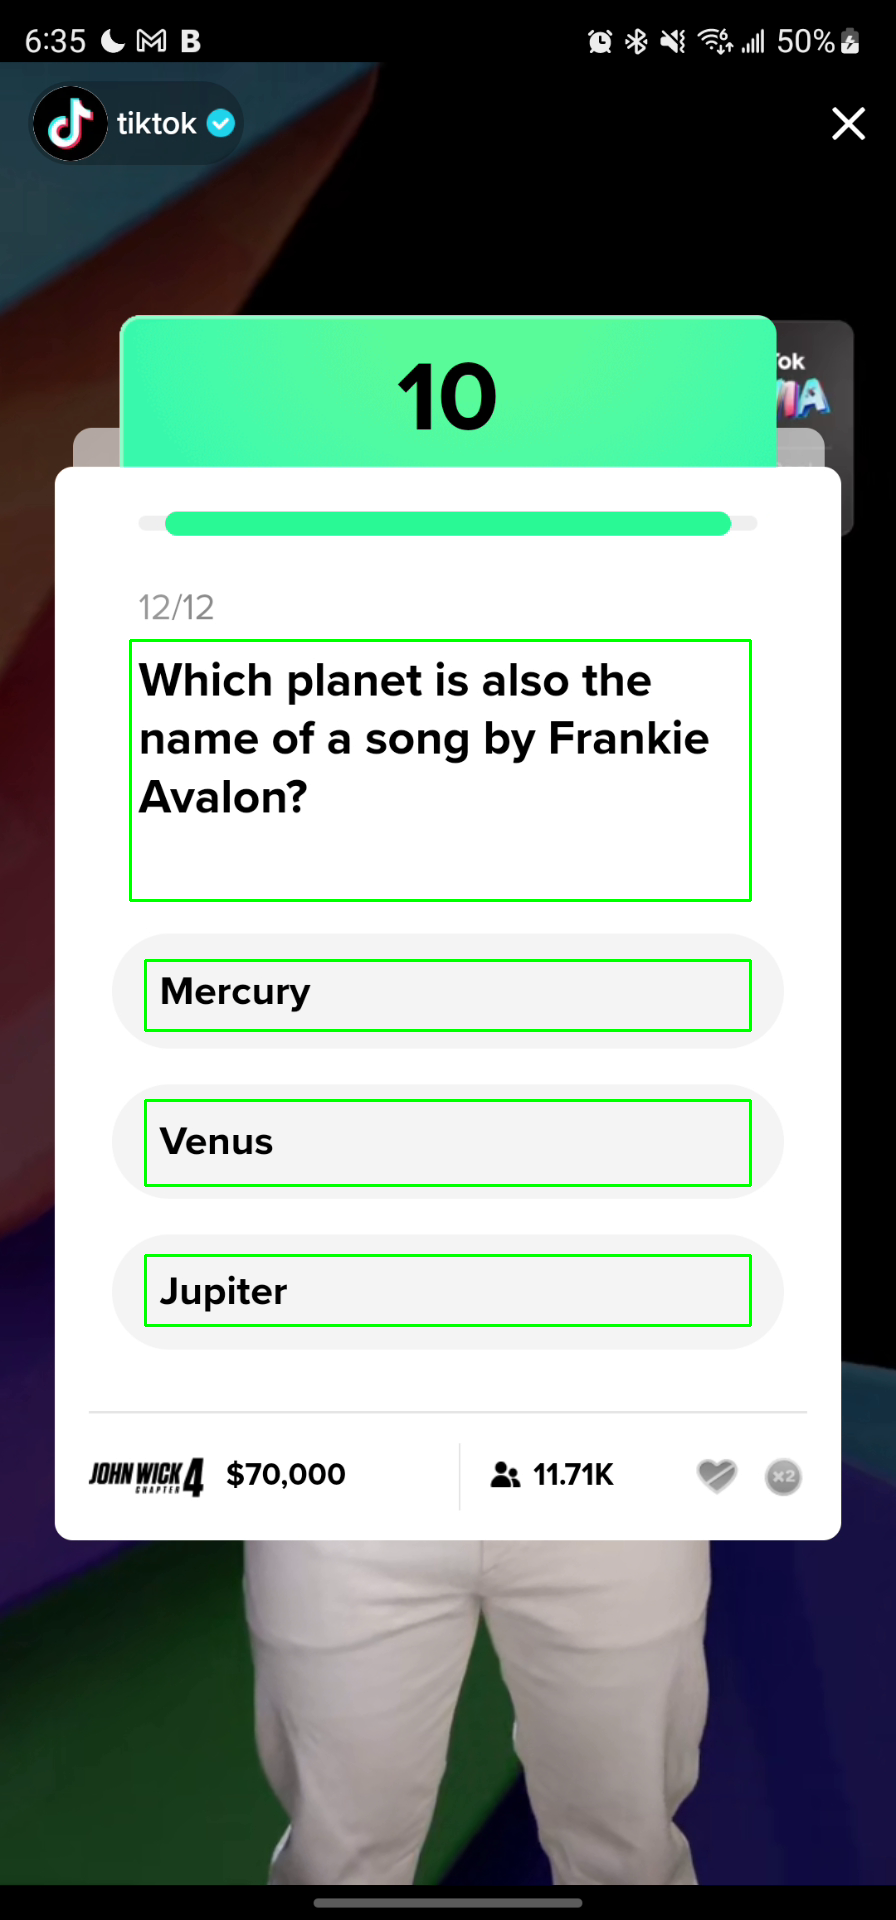 6:35 B 50%
tiktok
ok
10
12/12
Which planet is also the
name of a song by Frankie
Avalon?
Mercury
Venus
Jupiter
JOHN WICK 4 $70,000 11.71K x2
CHAPTER